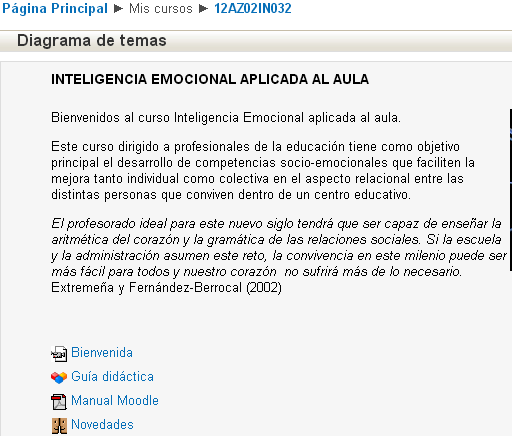 Página Principal ► Mis cursos ► 12AZ02IN032
Diagrama de temas
INTELIGENCIA EMOCIONAL APLICADA AL AULA
Bienvenidos al curso Inteligencia Emocional aplicada al aula.
Este curso dirigido a profesionales de la educación tiene como objetivo
principal el desarrollo de competencias socio-emocionales que faciliten la
mejora tanto individual como colectiva en el aspecto relacional entre las
distintas personas que conviven dentro de un centro educativo.
El profesorado ideal para este nuevo siglo tendrá que ser capaz de enseñar la
aritmética del corazón y la gramática de las relaciones sociales. Si la escuela
y la administración asumen este reto, la convivencia en este milenio puede ser
más fácil para todos y nuestro corazón no sufrirá más de lo necesario.
Extremeña y Fernández-Berrocal (2002)
Bienvenida
Guía didáctica
Manual Moodle
Novedades